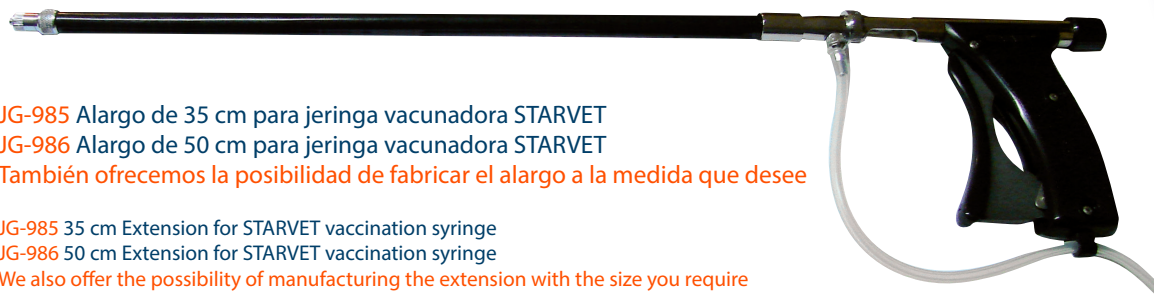 JG-985 Alargo de 35 cm para jeringa vacunadora STARVET
JG-986 Alargo de 50 cm para jeringa vacunadora STARVET
También ofrecemos la posibilidad de fabricar el alargo a la medida que desee
JG-985 35 cm Extension for STARVET vaccination syringe
JG-986 50 cm Extension for STARVET vaccination syringe
We also offer the possibility of manufacturing the extension with the size you require